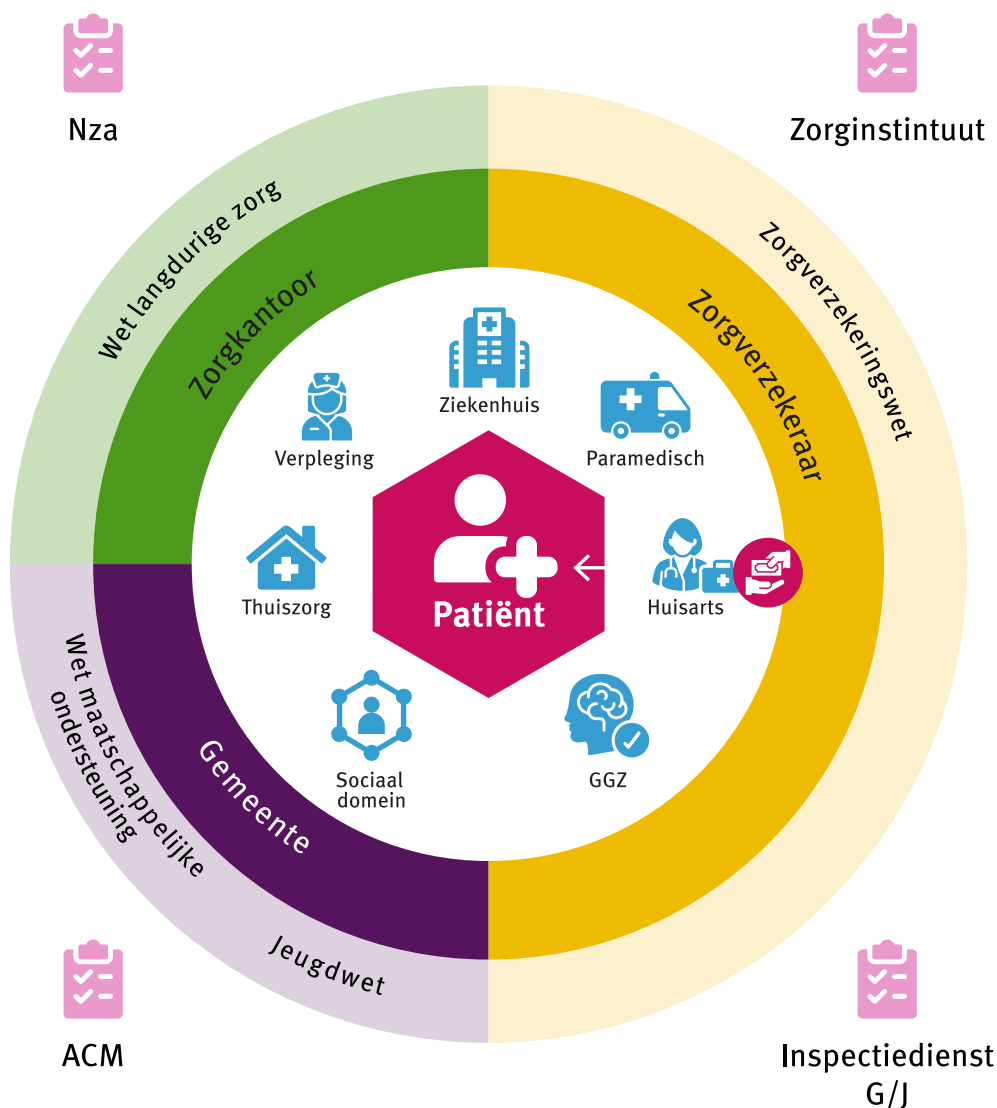 Nza
Zorginstintuut
Wet langdurige zorg
Zorgkantoor
Zorgverzekeringswet
Zorgverzekeraar
Ziekenhuis
Verpleging
Paramedisch
Thuiszorg
Patiënt
Huisarts
Sociaal
domein
GGZ
Gemeente
Wet maatschappelijke
ondersteuning
Jeugdwet
ACM
Inspectiedienst
G/J